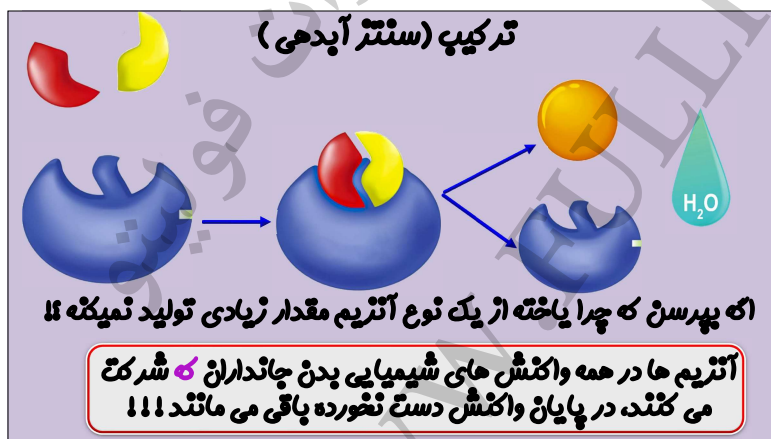 ترکیب (سنتز آبدهی )
H₂O
اگه بپرسن که چرا یاخته از یک نوع آنزیم مقدار زیادی تولید نمیکنه ؟!
آنزیم ها در همه واکنش های شیمیایی بدن جانداران که شرکت
می کنند، در پایان واکنش دست نخورده باقی می مانند !!!